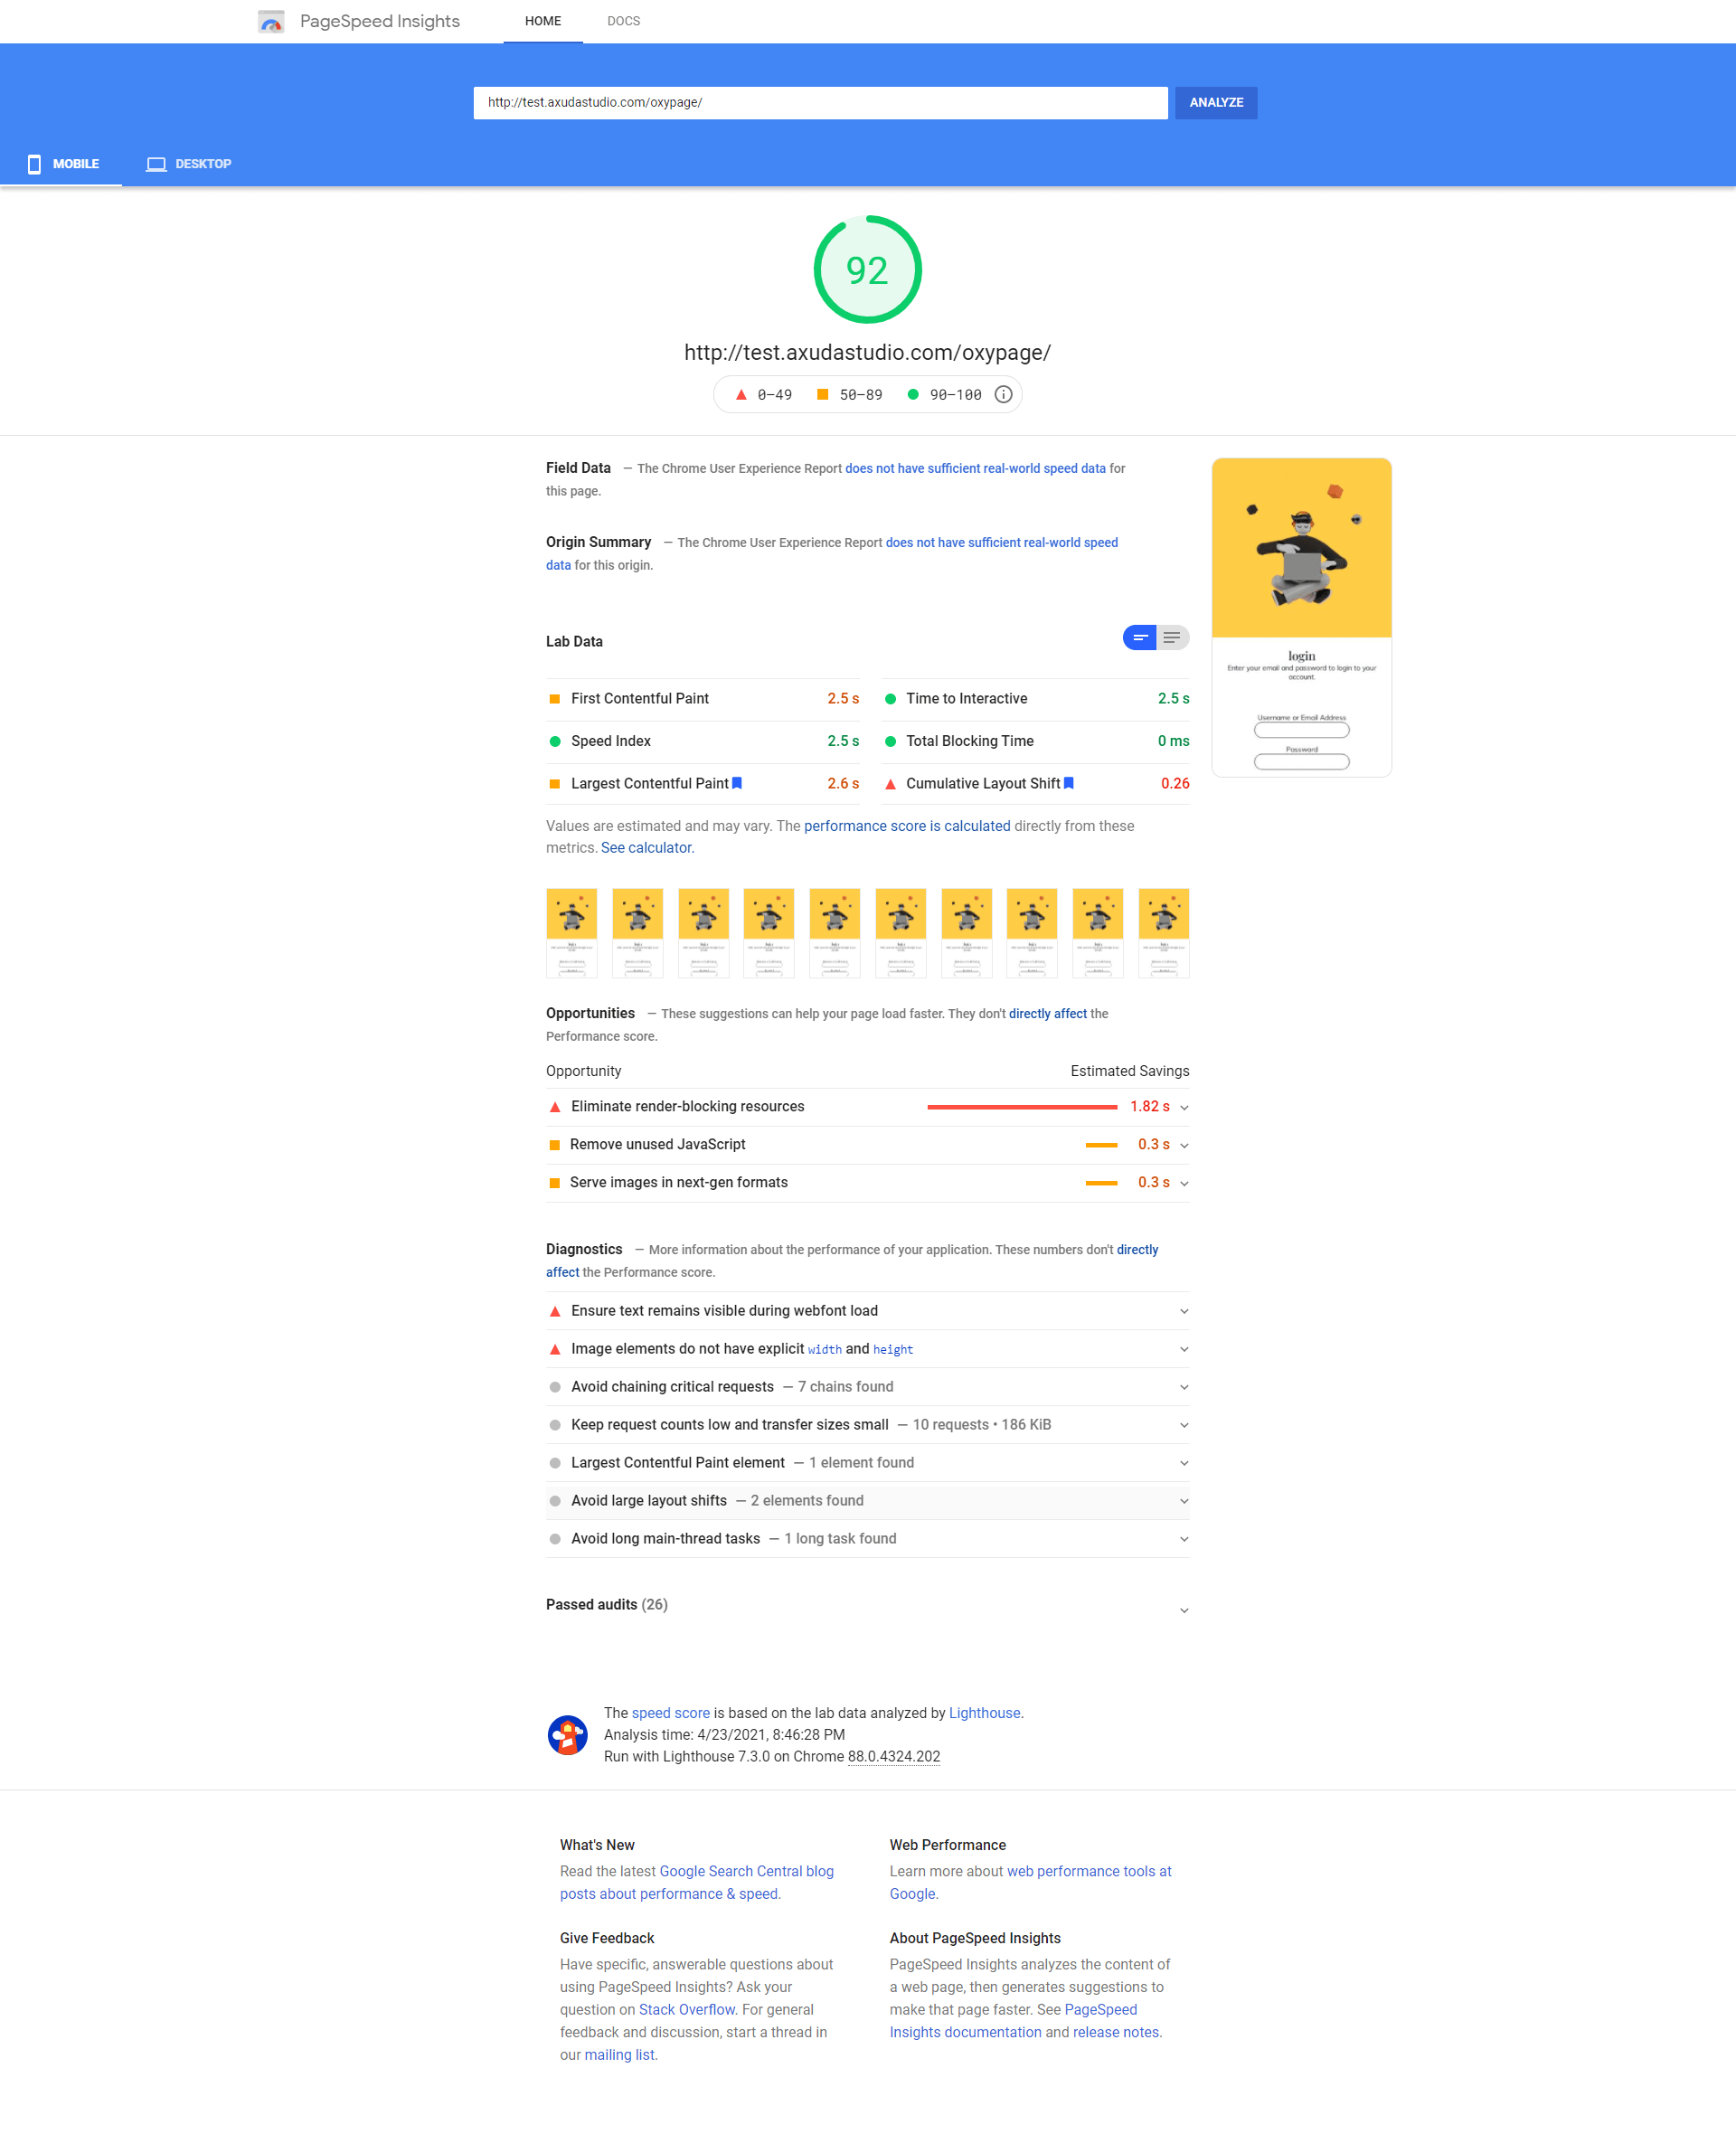 PageSpeed Insights
HOME
DOCS
http://test.axudastudio.com/oxypage/
ANALYZE
MOBILE
DESKTOP
92
http://test.axudastudio.com/oxypage/
0–49
50–89
90–100
Field Data — The Chrome User Experience Report does not have sufficient real-world speed data for
this page.
Origin Summary — The Chrome User Experience Report does not have sufficient real-world speed
data for this origin.
login
Enter your email and password to login to your
account.
Username or Email Address
Password
Lab Data
First Contentful Paint 2.5 s
Time to Interactive 2.5 s
Speed Index 2.5 s
Total Blocking Time 0 ms
Largest Contentful Paint 2.6 s
Cumulative Layout Shift 0.26
Values are estimated and may vary. The performance score is calculated directly from these
metrics. See calculator.
Opportunities — These suggestions can help your page load faster. They don't directly affect the
Performance score.
Opportunity Estimated Savings
Eliminate render-blocking resources 1.82 s
Remove unused JavaScript 0.3 s
Serve images in next-gen formats 0.3 s
Diagnostics — More information about the performance of your application. These numbers don't directly
affect the Performance score.
Ensure text remains visible during webfont load
Image elements do not have explicit width and height
Avoid chaining critical requests — 7 chains found
Keep request counts low and transfer sizes small — 10 requests • 186 KiB
Largest Contentful Paint element — 1 element found
Avoid large layout shifts — 2 elements found
Avoid long main-thread tasks — 1 long task found
Passed audits (26)
The speed score is based on the lab data analyzed by Lighthouse.
Analysis time: 4/23/2021, 8:46:28 PM
Run with Lighthouse 7.3.0 on Chrome 88.0.4324.202
What's New
Read the latest Google Search Central blog
posts about performance & speed.
Give Feedback
Have specific, answerable questions about
using PageSpeed Insights? Ask your
question on Stack Overflow. For general
feedback and discussion, start a thread in
our mailing list.
Web Performance
Learn more about web performance tools at
Google.
About PageSpeed Insights
PageSpeed Insights analyzes the content of
a web page, then generates suggestions to
make that page faster. See PageSpeed
Insights documentation and release notes.